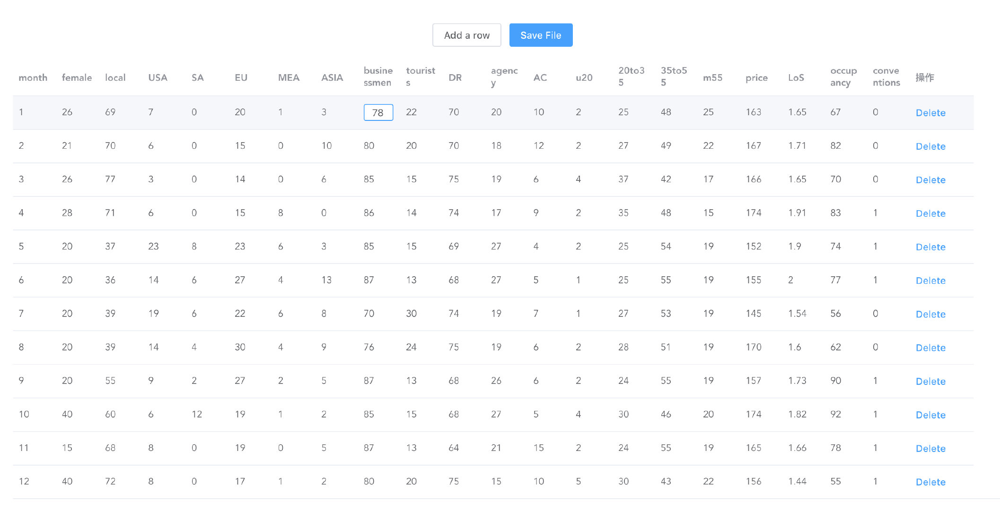 Add a row Save File
month female local USA SA EU MEA ASIA busine
ssmen tourist
s DR agenc
y AC u20 20to3
5 35to5
5 m55 price LoS occup
ancy conve
ntions 操作
1 26 69 7 0 20 1 3 78 22 70 20 10 2 25 48 25 163 1.65 67 0 Delete
2 21 70 6 0 15 0 10 80 20 70 18 12 2 27 49 22 167 1.71 82 0 Delete
3 26 77 3 0 14 0 6 85 15 75 19 6 4 37 42 17 166 1.65 70 0 Delete
4 28 71 6 0 15 8 0 86 14 74 17 9 2 35 48 15 174 1.91 83 1 Delete
5 20 37 23 8 23 6 3 85 15 69 27 4 2 25 54 19 152 1.9 74 1 Delete
6 20 36 14 6 27 4 13 87 13 68 27 5 1 25 55 19 155 2 77 1 Delete
7 20 39 19 6 22 6 8 70 30 74 19 7 1 27 53 19 145 1.54 56 0 Delete
8 20 39 14 4 30 4 9 76 24 75 19 6 2 28 51 19 170 1.6 62 0 Delete
9 20 55 9 2 27 2 5 87 13 68 26 6 2 24 55 19 157 1.73 90 1 Delete
10 40 60 6 12 19 1 2 85 15 68 27 5 4 30 46 20 174 1.82 92 1 Delete
11 15 68 8 0 19 0 5 87 13 64 21 15 2 24 55 19 165 1.66 78 1 Delete
12 40 72 8 0 17 1 2 80 20 75 15 10 5 30 43 22 156 1.44 55 1 Delete